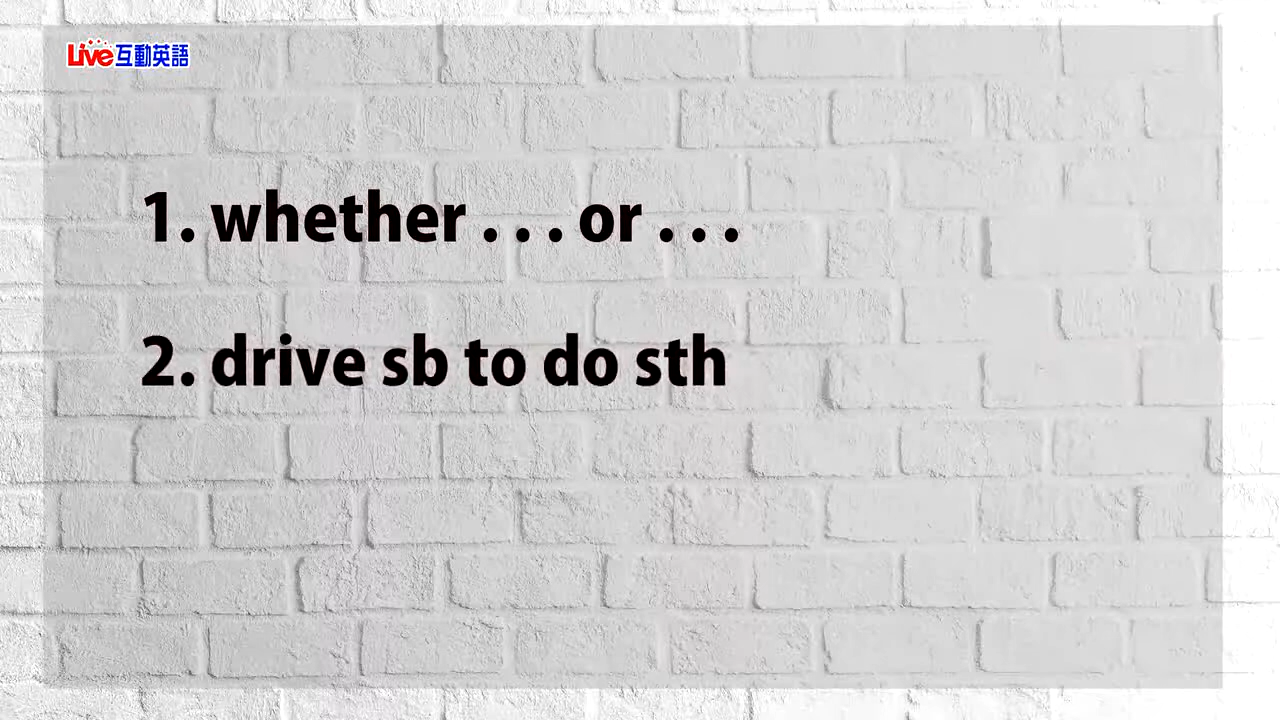 Live互動英語
1. whether . . . or . . .
2. drive sb to do sth